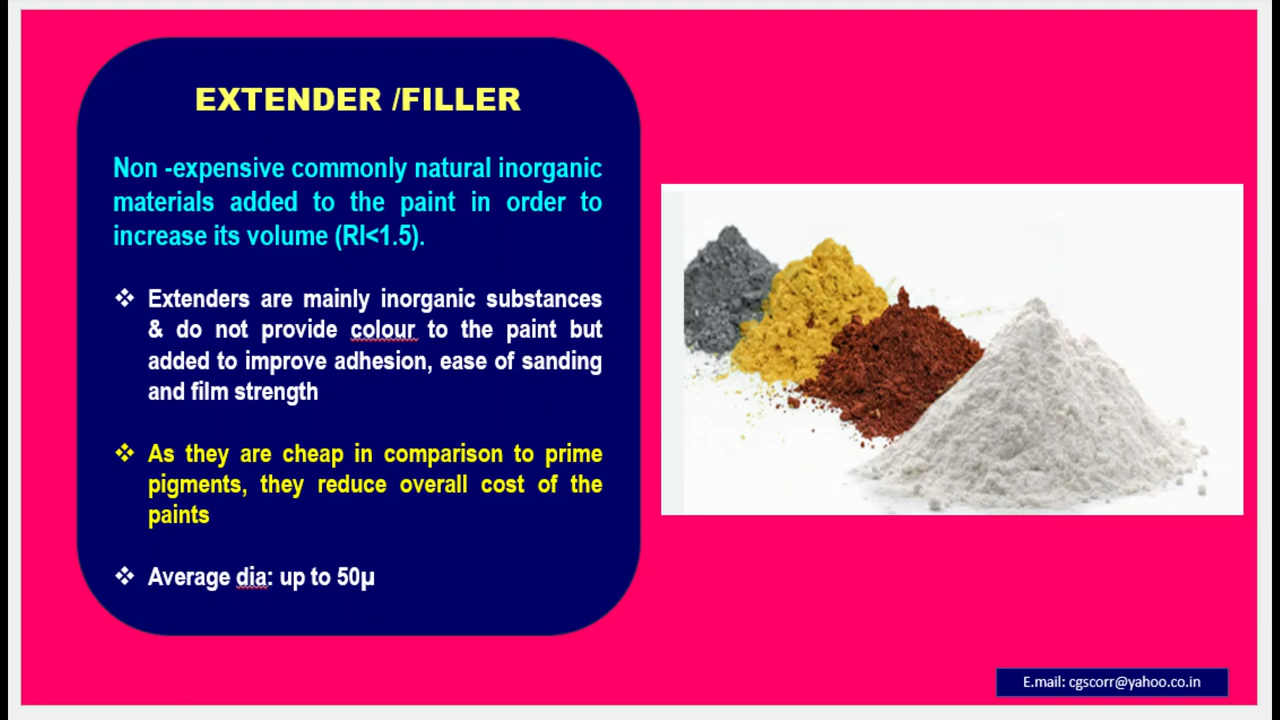 EXTENDER /FILLER
Non -expensive commonly natural inorganic
materials added to the paint in order to
increase its volume (RI<1.5).
❖ Extenders are mainly inorganic substances
& do not provide colour to the paint but
added to improve adhesion, ease of sanding
and film strength
❖ As they are cheap in comparison to prime
pigments, they reduce overall cost of the
paints
❖ Average dia: up to 50µ
E.mail: cgscorr@yahoo.co.in